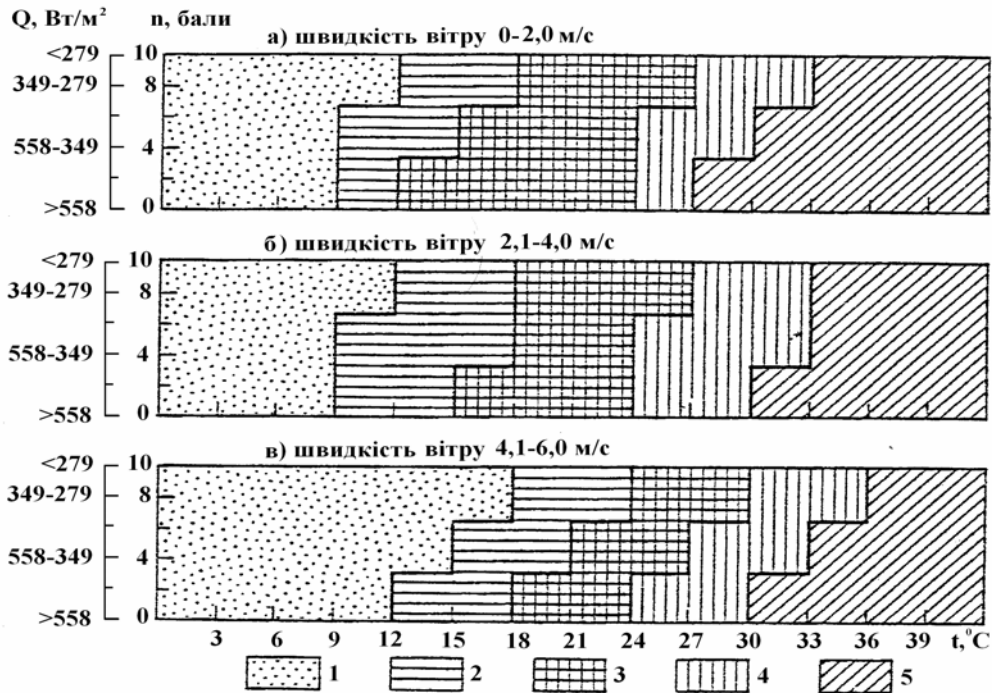 Q, Вт/м² n, бали
а) швидкість вітру 0-2,0 м/с
<279 10
349-279 8
558-349 4
>558 0
б) швидкість вітру 2,1-4,0 м/с
<279 10
349-279 8
558-349 4
>558 0
в) швидкість вітру 4,1-6,0 м/с
<279 10
349-279 8
558-349 4
>558 0
3 6 9 12 15 18 21 24 27 30 33 36 39 t,°C
1 2 3 4 5